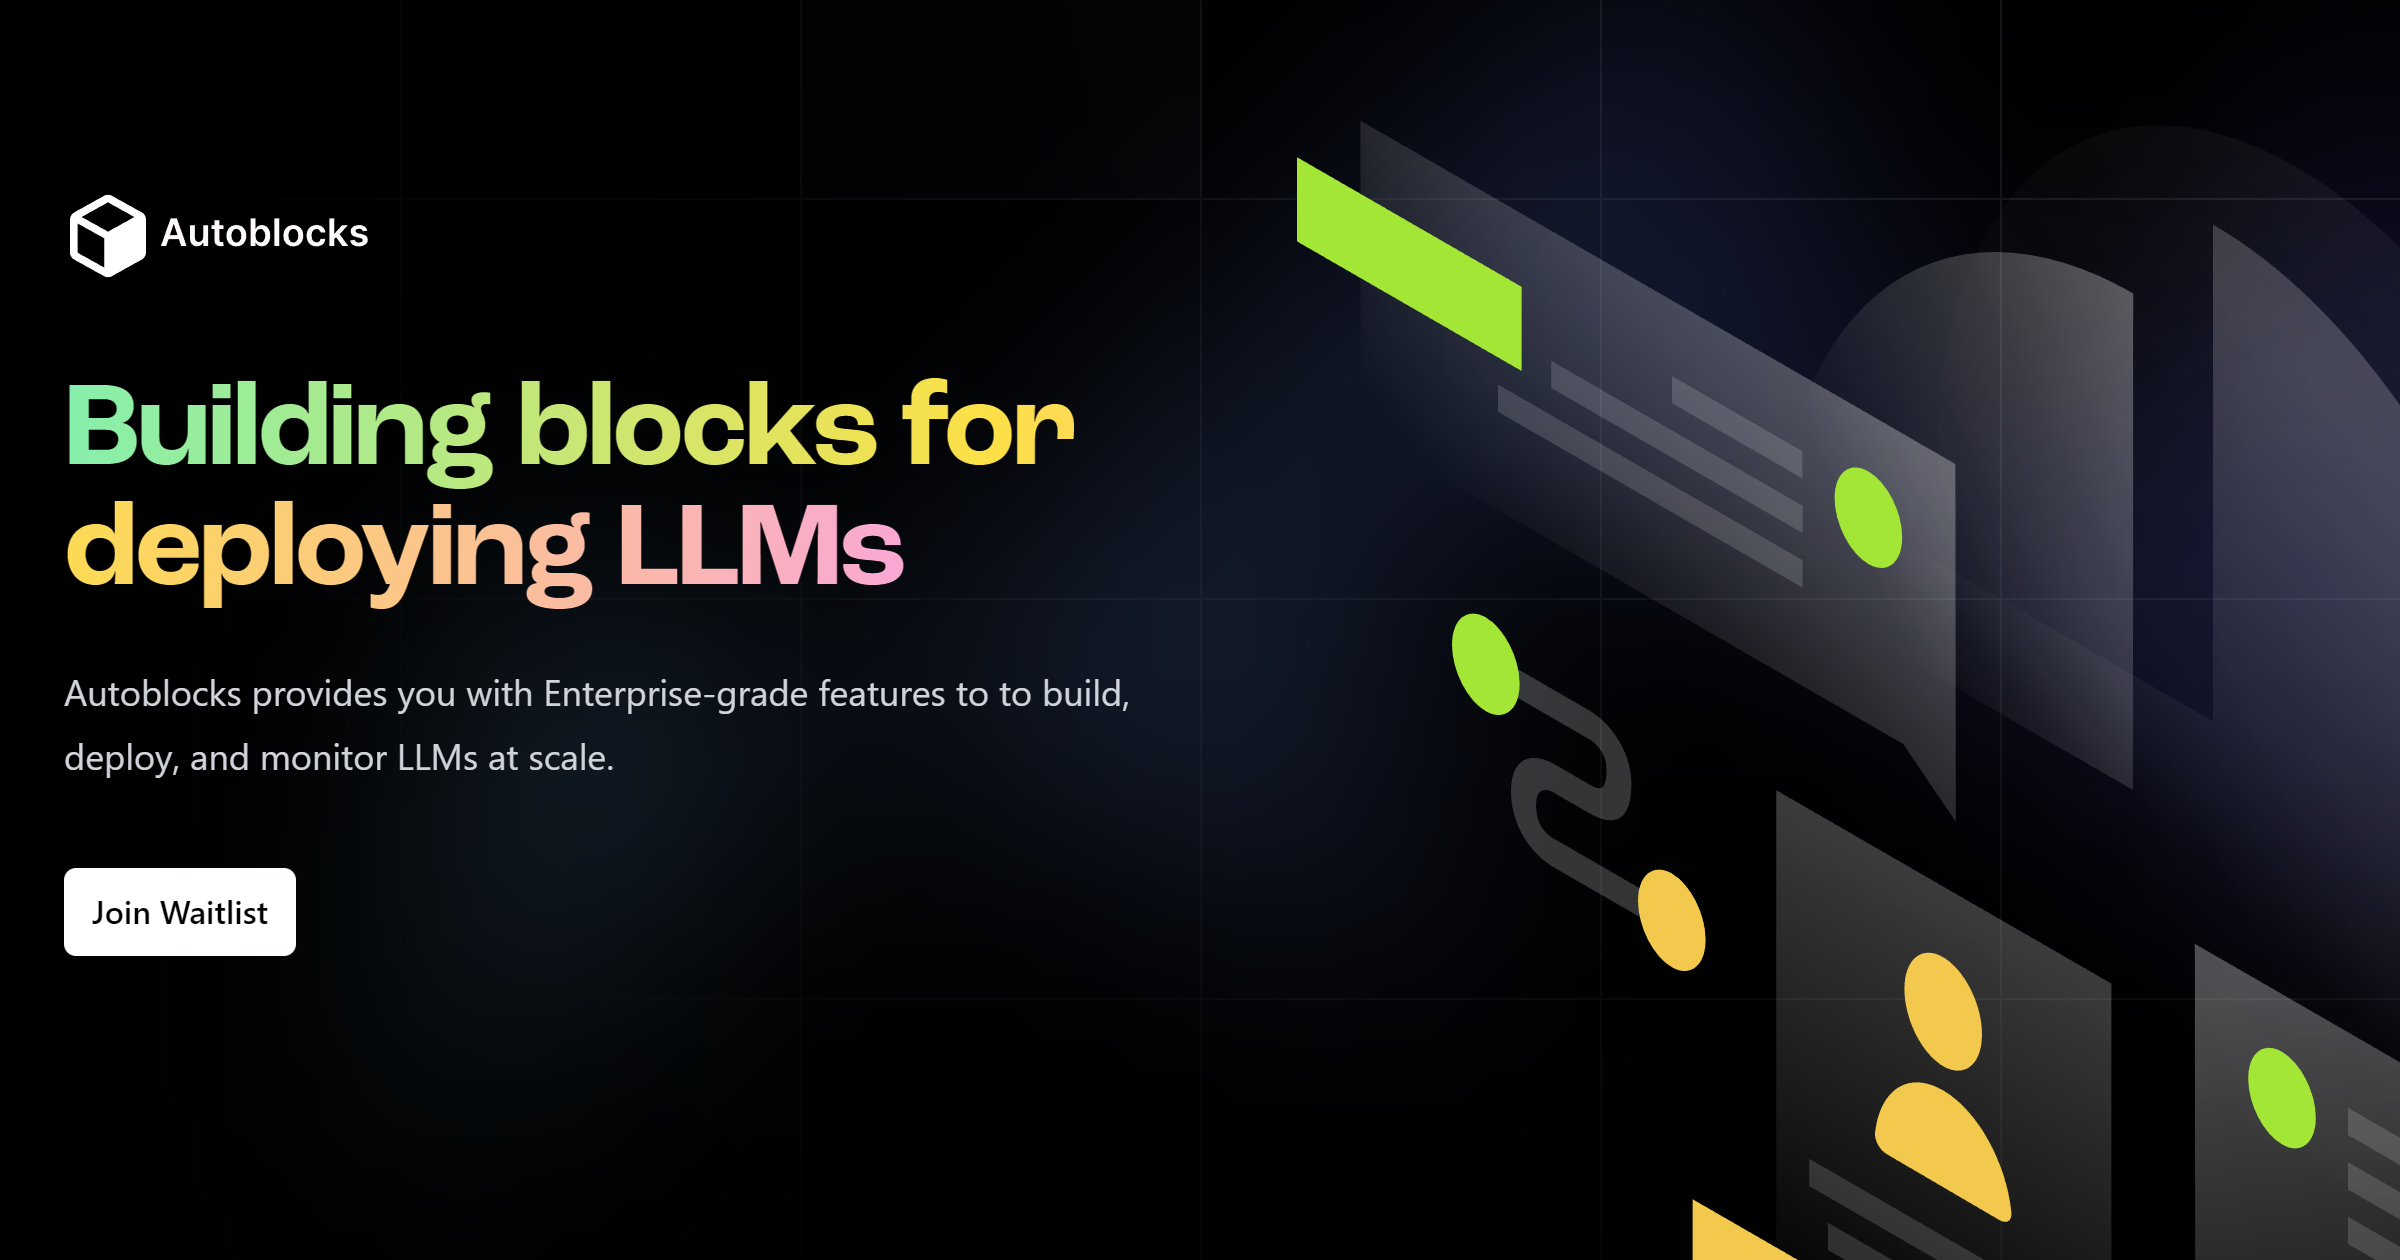 Autoblocks
Building blocks for
deploying LLMs
Autoblocks provides you with Enterprise-grade features to to build,
deploy, and monitor LLMs at scale.
Join Waitlist